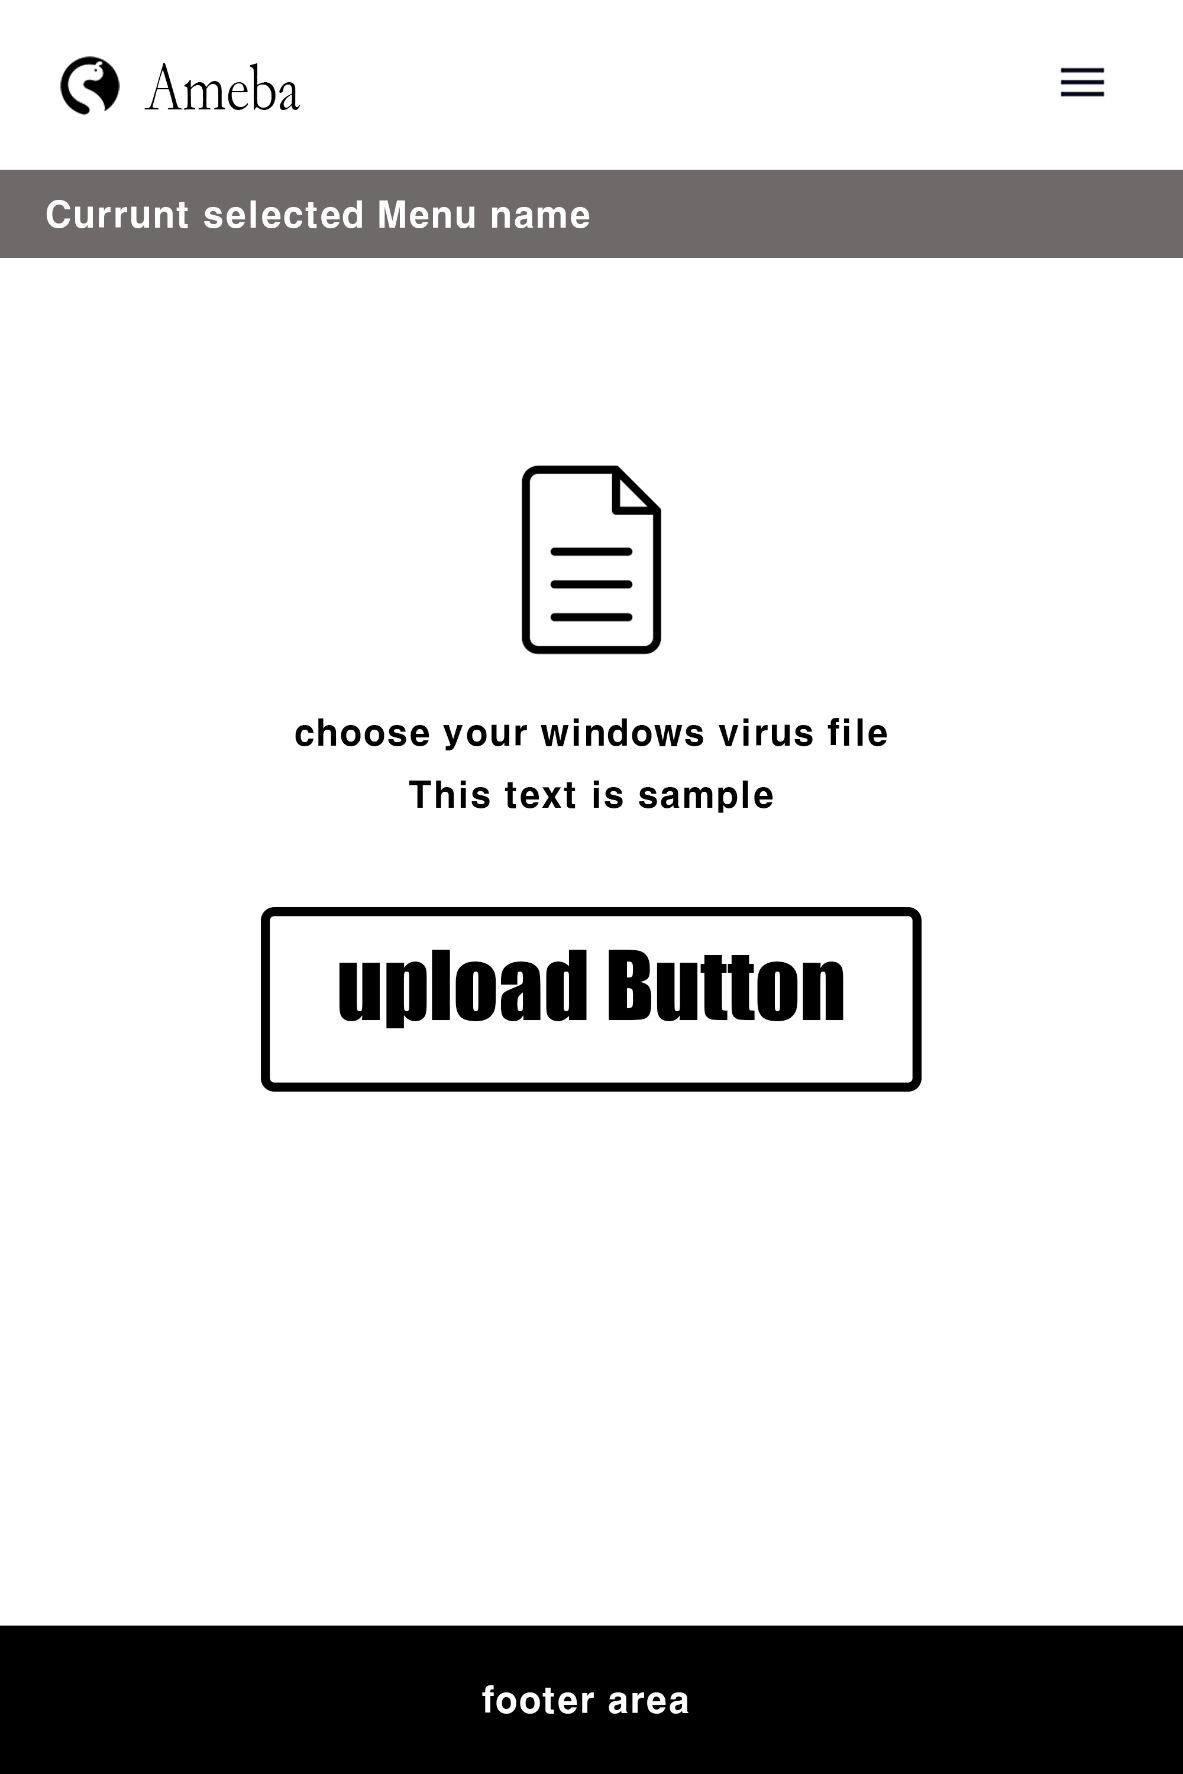 Ameba
Currunt selected Menu name
choose your windows virus file
This text is sample
upload Button
footer area